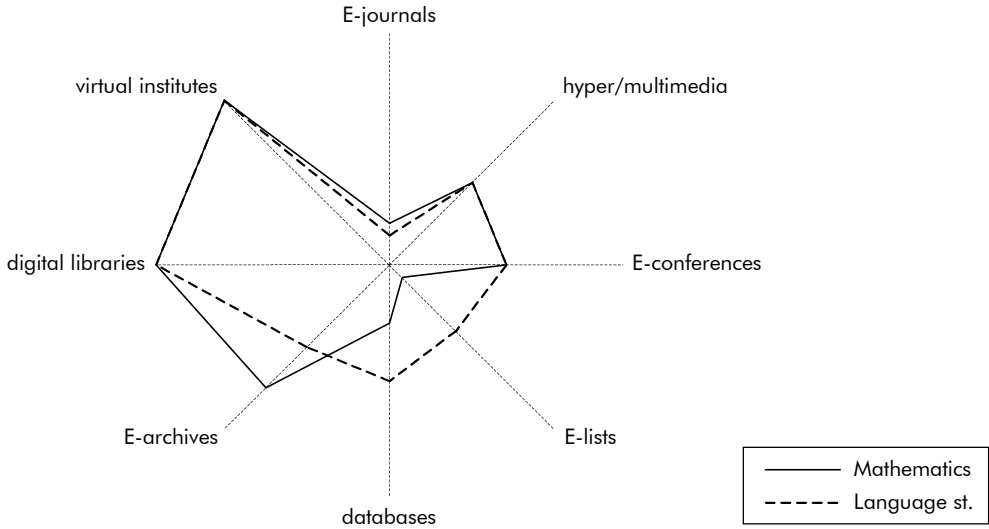 E-journals
virtual institutes
hyper/multimedia
digital libraries
E-conferences
E-archives
E-lists
databases
Mathematics
Language st.